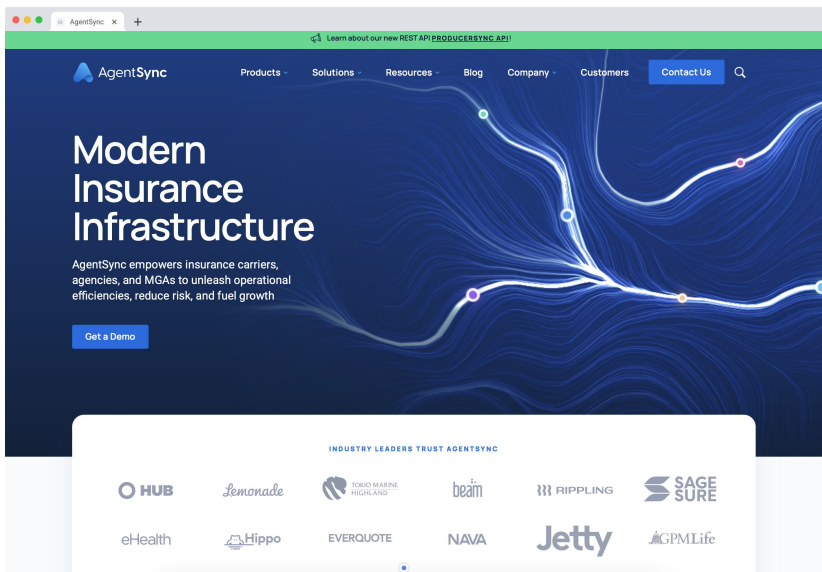 AgentSync
Learn about our new REST API PRODUCERSYNC API!
AgentSync
Products
Solutions
Resources
Blog
Company
Customers
Contact Us
Modern
Insurance
Infrastructure
AgentSync empowers insurance carriers,
agencies, and MGAs to unleash operational
efficiencies, reduce risk, and fuel growth
Get a Demo
INDUSTRY LEADERS TRUST AGENTSYNC
HUB
Lemonade
TOKIO MARINE
HIGHLAND
beam
RIPPLING
SAGE
SURE
eHealth
Hippo
EVERQUOTE
NAVA
Jetty
GPMLife